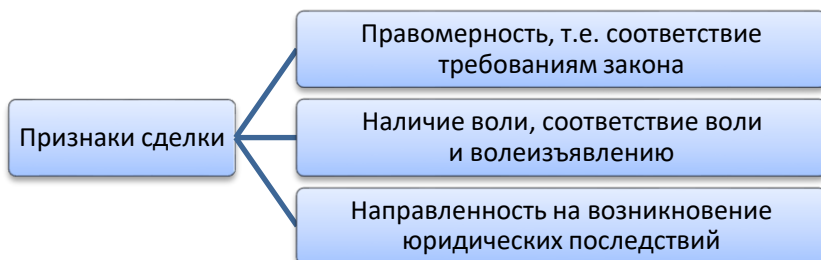 Правомерность, т.е. соответствие
требованиям закона
Признаки сделки
Наличие воли, соответствие воли
и волеизъявлению
Направленность на возникновение
юридических последствий